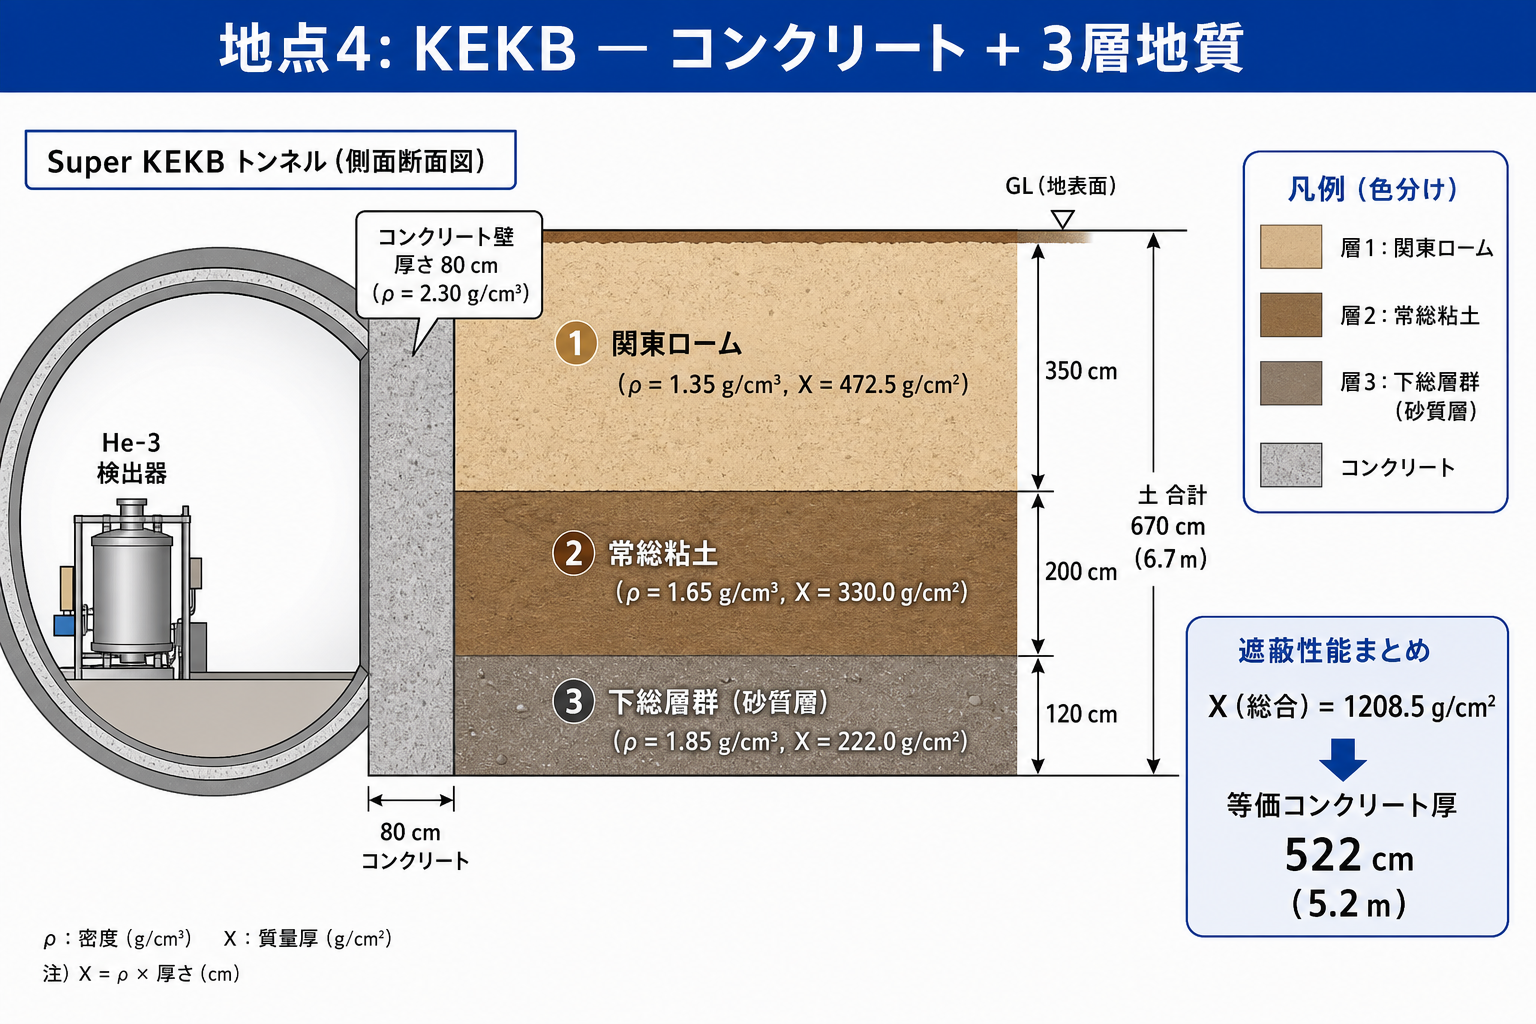 地点4: KEKB — コンクリート + 3層地質
Super KEKB トンネル (側面断面図)
コンクリート壁
厚さ 80 cm
(ρ = 2.30 g/cm³)
GL (地表面)
He-3
検出器
1 関東ローム
(ρ = 1.35 g/cm³, X = 472.5 g/cm²)
2 常総粘土
(ρ = 1.65 g/cm³, X = 330.0 g/cm²)
3 下総層群 (砂質層)
(ρ = 1.85 g/cm³, X = 222.0 g/cm²)
350 cm
200 cm
120 cm
土 合計
670 cm
(6.7 m)
80 cm
コンクリート
凡例 (色分け)
層1 : 関東ローム
層2 : 常総粘土
層3 : 下総層群
(砂質層)
コンクリート
遮蔽性能まとめ
X (総合) = 1208.5 g/cm²
等価コンクリート厚
522 cm
(5.2 m)
ρ : 密度 (g/cm³) X : 質量厚 (g/cm²)
注) X = ρ × 厚さ (cm)